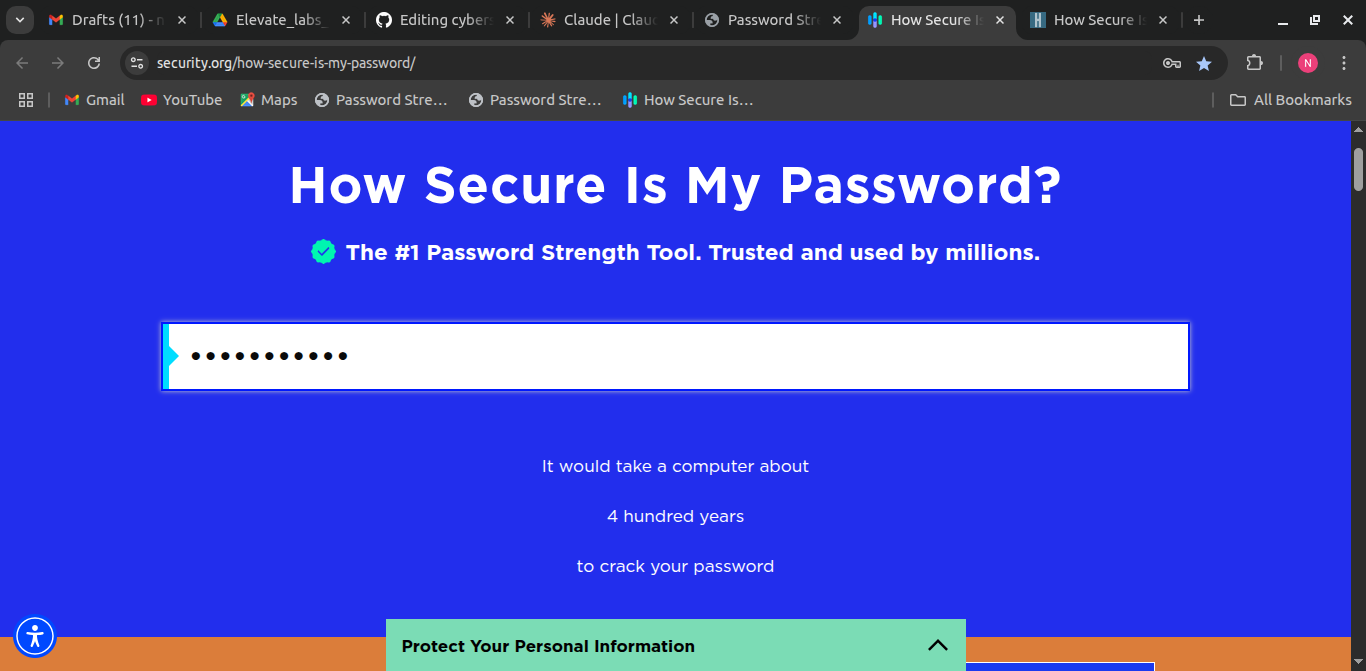 Drafts (11) - n
Elevate_labs_
Editing cybers
Claude | Claud
Password Stre
How Secure Is
How Secure Is
security.org/how-secure-is-my-password/
N
Gmail
YouTube
Maps
Password Stre...
Password Stre...
How Secure Is...
All Bookmarks
How Secure Is My Password?
The #1 Password Strength Tool. Trusted and used by millions.
•••••••••••
It would take a computer about
4 hundred years
to crack your password
Protect Your Personal Information